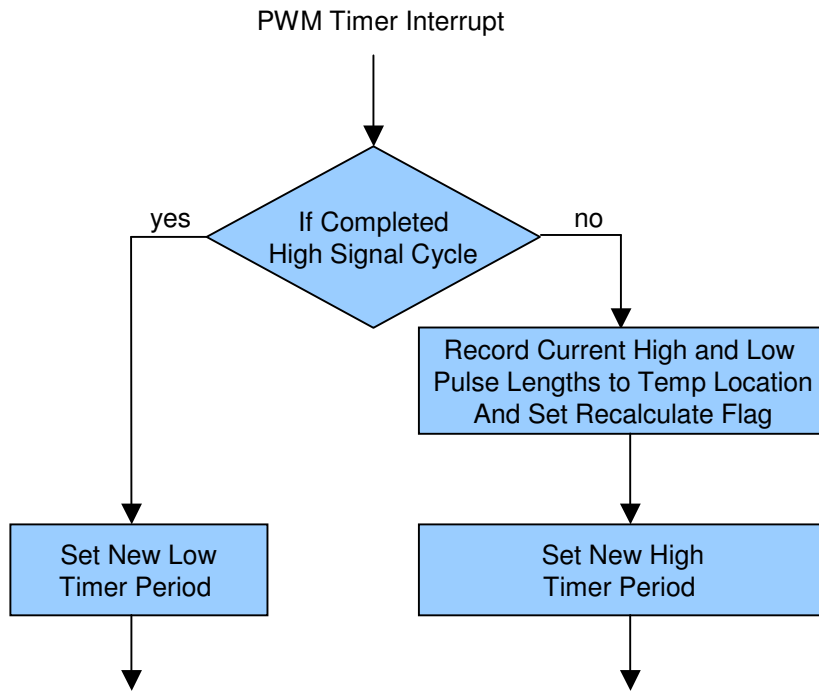 PWM Timer Interrupt
If Completed
High Signal Cycle
yes
no
Record Current High and Low
Pulse Lengths to Temp Location
And Set Recalculate Flag
Set New Low
Timer Period
Set New High
Timer Period